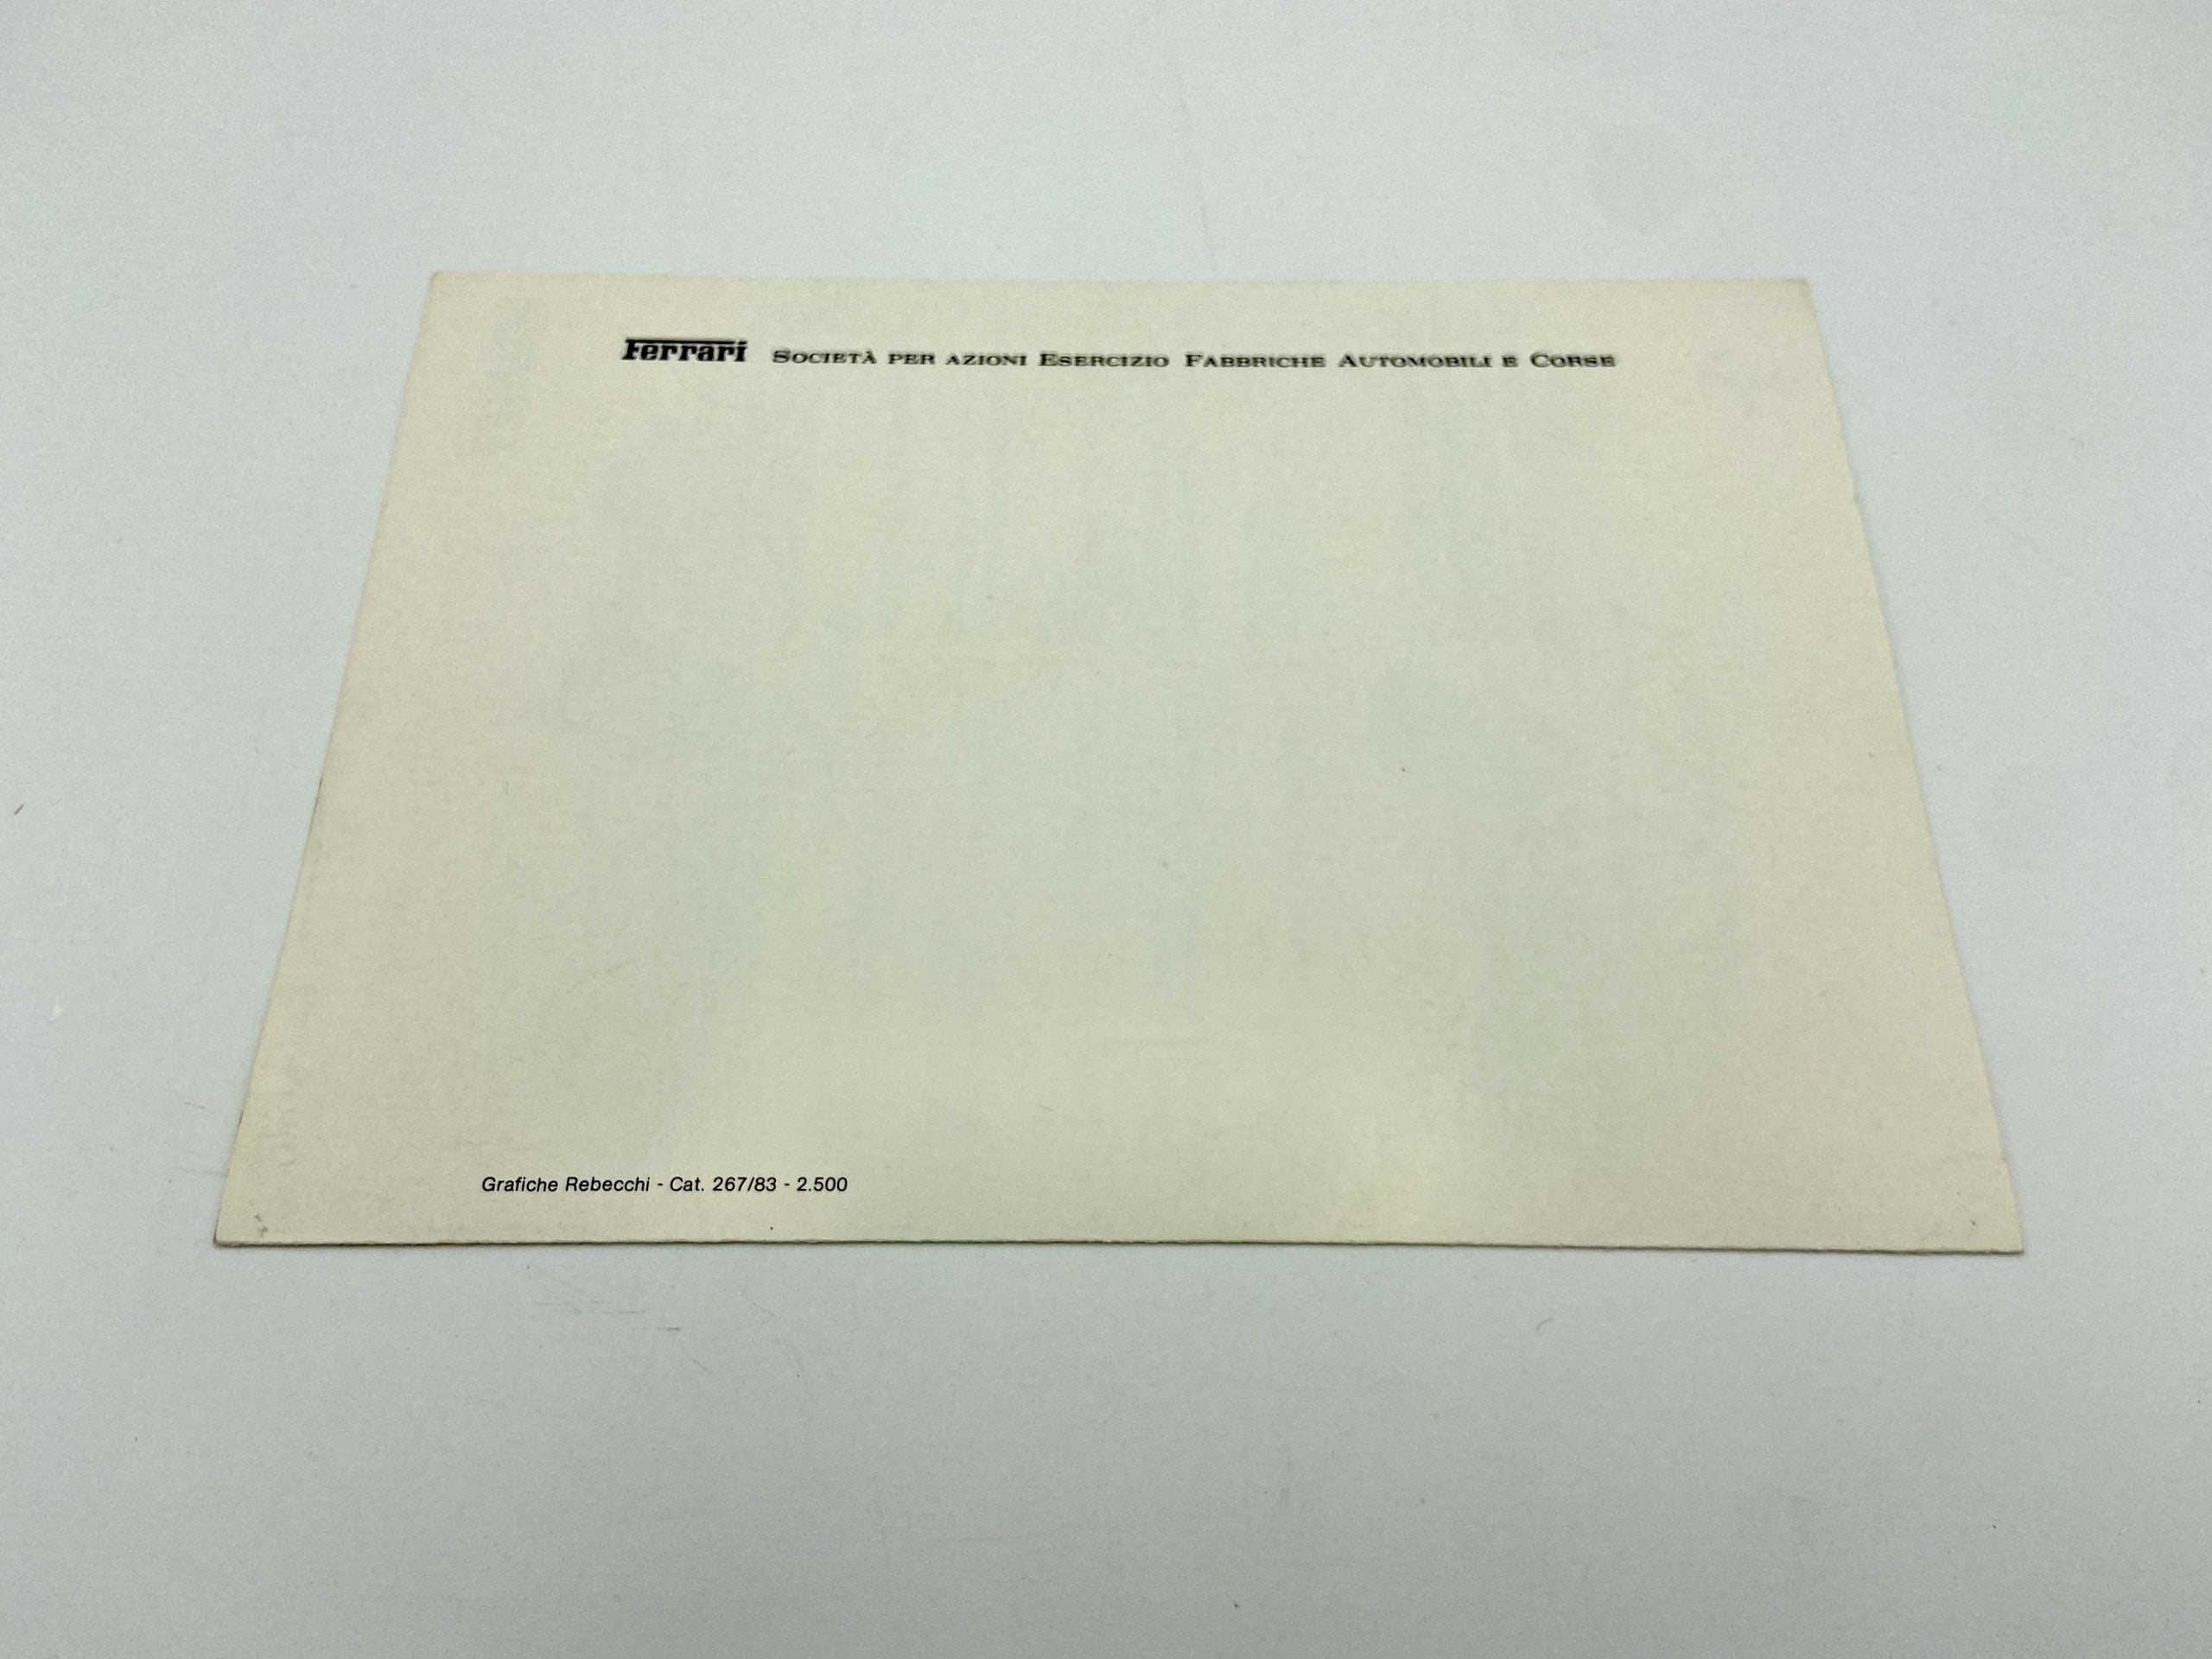 Ferrari Società per azioni Esercizio Fabbriche Automobili e Corse
Grafiche Rebecchi - Cat. 267/83 - 2.500